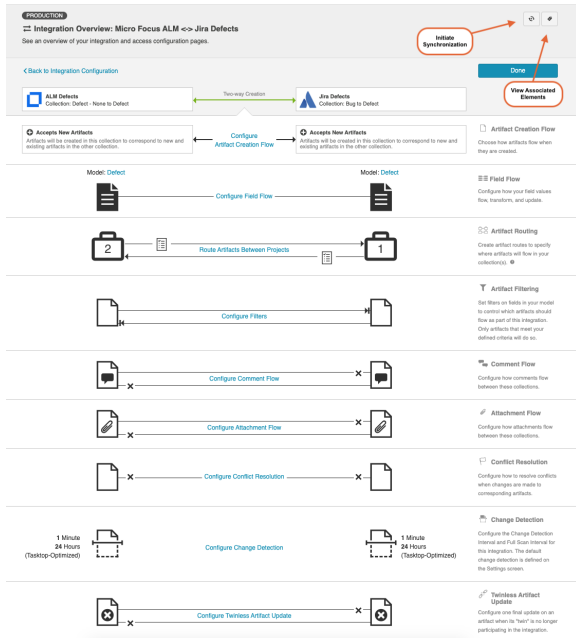 PRODUCTION
Integration Overview: Micro Focus ALM <-> Jira Defects
See an overview of your integration and access configuration pages.
Initiate
Synchronization
Back to Integration Configuration
Done
View Associated
Elements
ALM Defects
Collection: Defect - None to Defect
Two-way Creation
Jira Defects
Collection: Bug to Defect
Accepts New Artifacts
Artifacts will be created in this collection to correspond to new and
existing artifacts in the other collection.
Configure
Artifact Creation Flow
Accepts New Artifacts
Artifacts will be created in this collection to correspond to new and
existing artifacts in the other collection.
Artifact Creation Flow
Choose how artifacts flow when
they are created.
Model: Defect
Configure Field Flow
Model: Defect
Field Flow
Configure how your field values
flow, transform, and update.
2
Route Artifacts Between Projects
1
Artifact Routing
Create artifact routes to specify
where artifacts will flow in your
collection(s).
Configure Filters
Artifact Filtering
Set filters on fields in your model
to control which artifacts should
flow as part of this integration.
Only artifacts that meet your
defined criteria will do so.
Configure Comment Flow
Comment Flow
Configure how comments flow
between these collections.
Configure Attachment Flow
Attachment Flow
Configure how attachments flow
between these collections.
Configure Conflict Resolution
Conflict Resolution
Configure how to resolve conflicts
when changes are made to
corresponding artifacts.
1 Minute
24 Hours
(Tasktop-Optimized)
Configure Change Detection
1 Minute
24 Hours
(Tasktop-Optimized)
Change Detection
Configure the Change Detection
Interval and Full Scan Interval for
this integration. The default
change detection is defined on
the Settings screen.
Configure Twinless Artifact Update
Twinless Artifact
Update
Configure one final update on an
artifact when its "twin" is no longer
participating in the integration.